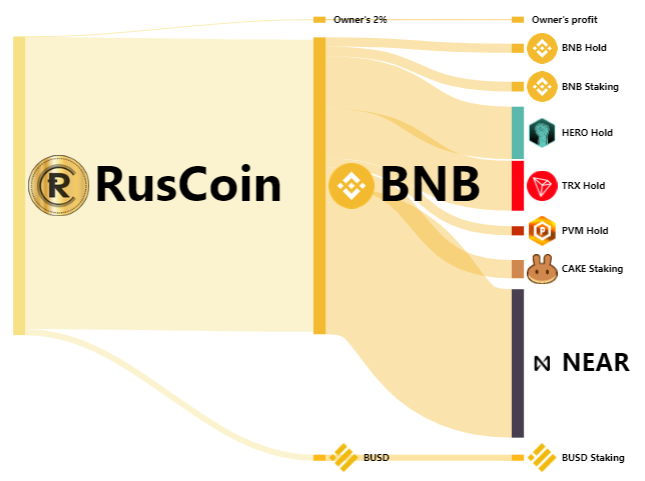 Owner's 2%
Owner's profit
BNB Hold
BNB Staking
HERO Hold
RusCoin
BNB
TRX Hold
PVM Hold
CAKE Staking
NEAR
BUSD
BUSD Staking